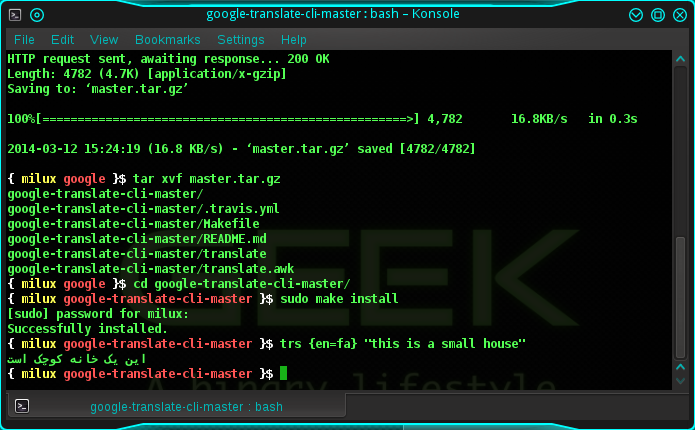 google-translate-cli-master : bash – Konsole
File Edit View Bookmarks Settings Help
HTTP request sent, awaiting response... 200 OK
Length: 4782 (4.7K) [application/x-gzip]
Saving to: ‘master.tar.gz’
100%[====================================================>] 4,782 16.8KB/s in 0.3s
2014-03-12 15:24:19 (16.8 KB/s) - ‘master.tar.gz’ saved [4782/4782]
{ milux google }$ tar xvf master.tar.gz
google-translate-cli-master/
google-translate-cli-master/.travis.yml
google-translate-cli-master/Makefile
google-translate-cli-master/README.md
google-translate-cli-master/translate
google-translate-cli-master/translate.awk
{ milux google }$ cd google-translate-cli-master/
{ milux google-translate-cli-master }$ sudo make install
[sudo] password for milux:
Successfully installed.
{ milux google-translate-cli-master }$ trs {en=fa} "this is a small house"
این یک خانه کوچک است
{ milux google-translate-cli-master }$
GEEK
A binary lifestyle
google-translate-cli-master : bash